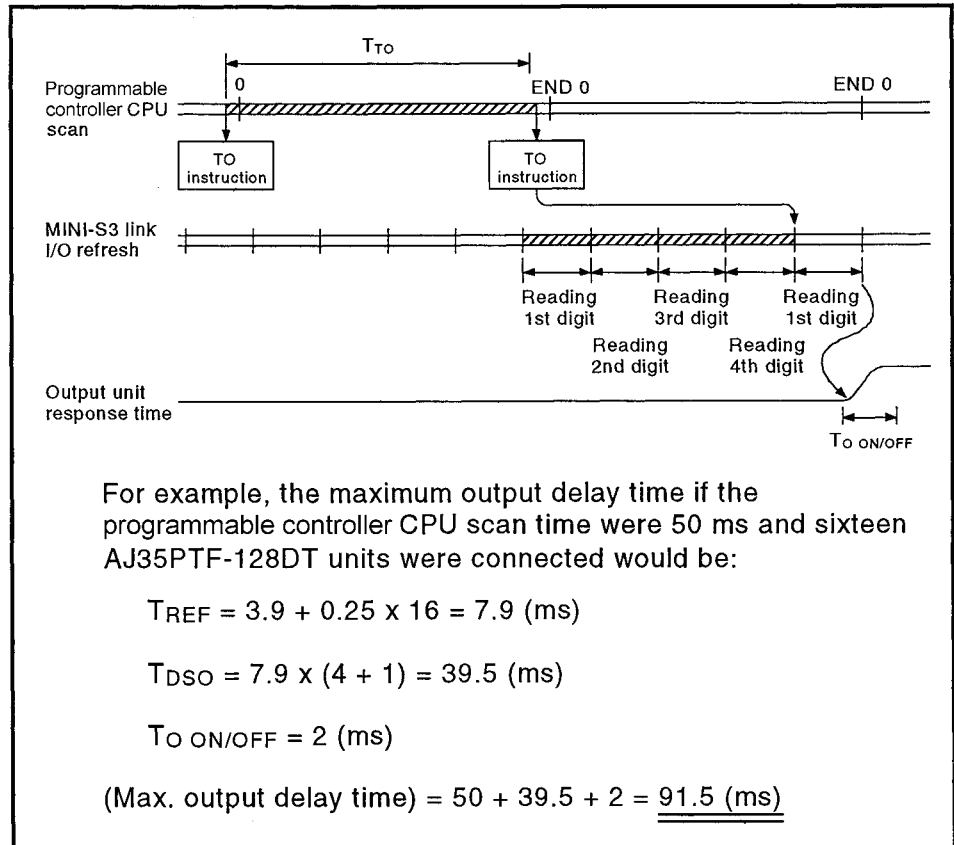 TTO
0
END 0
END 0
Programmable
controller CPU
scan
TO
instruction
TO
instruction
MINI-S3 link
I/O refresh
Reading
1st digit
Reading
3rd digit
Reading
1st digit
Reading
2nd digit
Reading
4th digit
Output unit
response time
TO ON/OFF
For example, the maximum output delay time if the
programmable controller CPU scan time were 50 ms and sixteen
AJ35PTF-128DT units were connected would be:
TREF = 3.9 + 0.25 x 16 = 7.9 (ms)
TDSO = 7.9 x (4 + 1) = 39.5 (ms)
TO ON/OFF = 2 (ms)
(Max. output delay time) = 50 + 39.5 + 2 = 91.5 (ms)